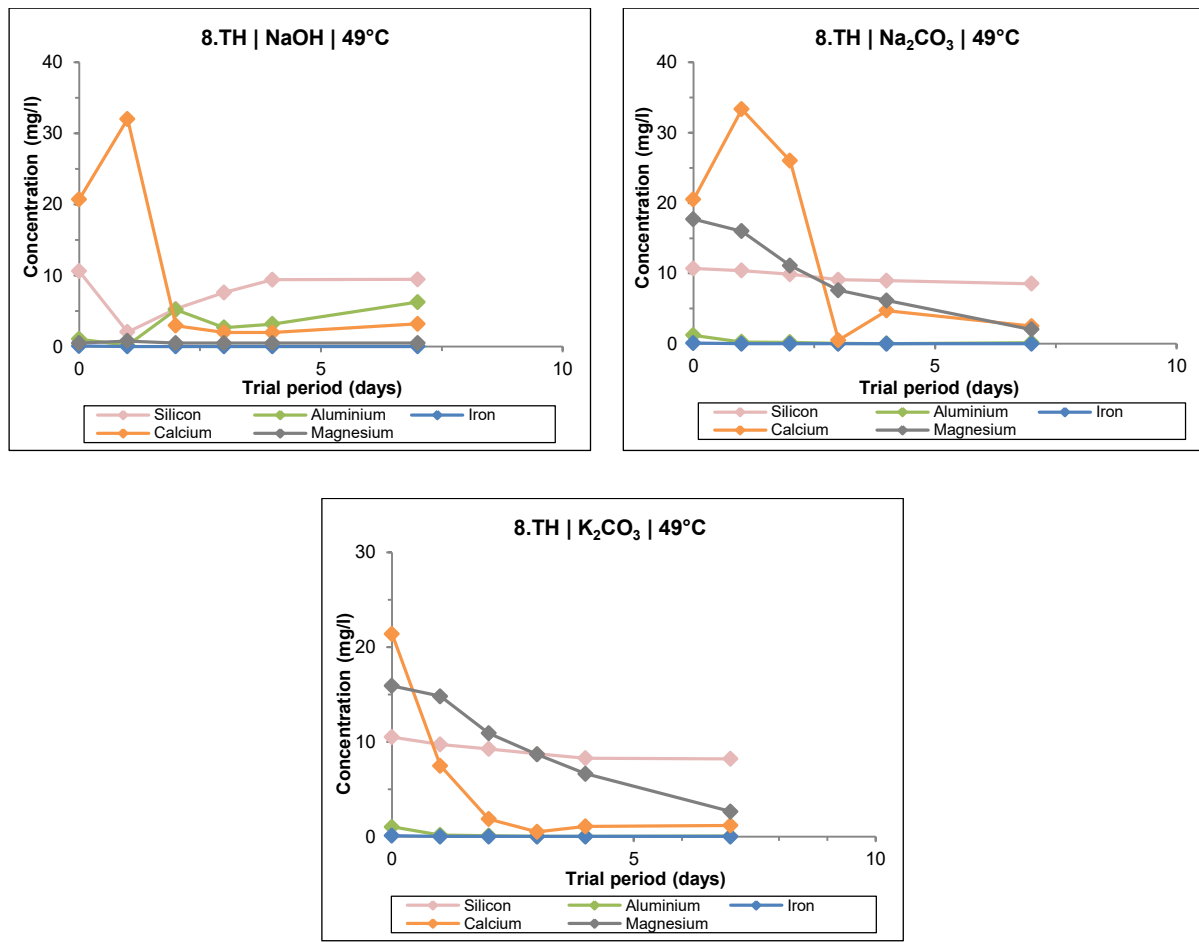 8.TH | NaOH | 49°C
Concentration (mg/l)
40
30
20
10
0
0 5 10
Trial period (days)
Silicon Aluminium Iron
Calcium Magnesium
8.TH | Na₂CO₃ | 49°C
Concentration (mg/l)
40
30
20
10
0
0 5 10
Trial period (days)
Silicon Aluminium Iron
Calcium Magnesium
8.TH | K₂CO₃ | 49°C
Concentration (mg/l)
30
20
10
0
0 5 10
Trial period (days)
Silicon Aluminium Iron
Calcium Magnesium